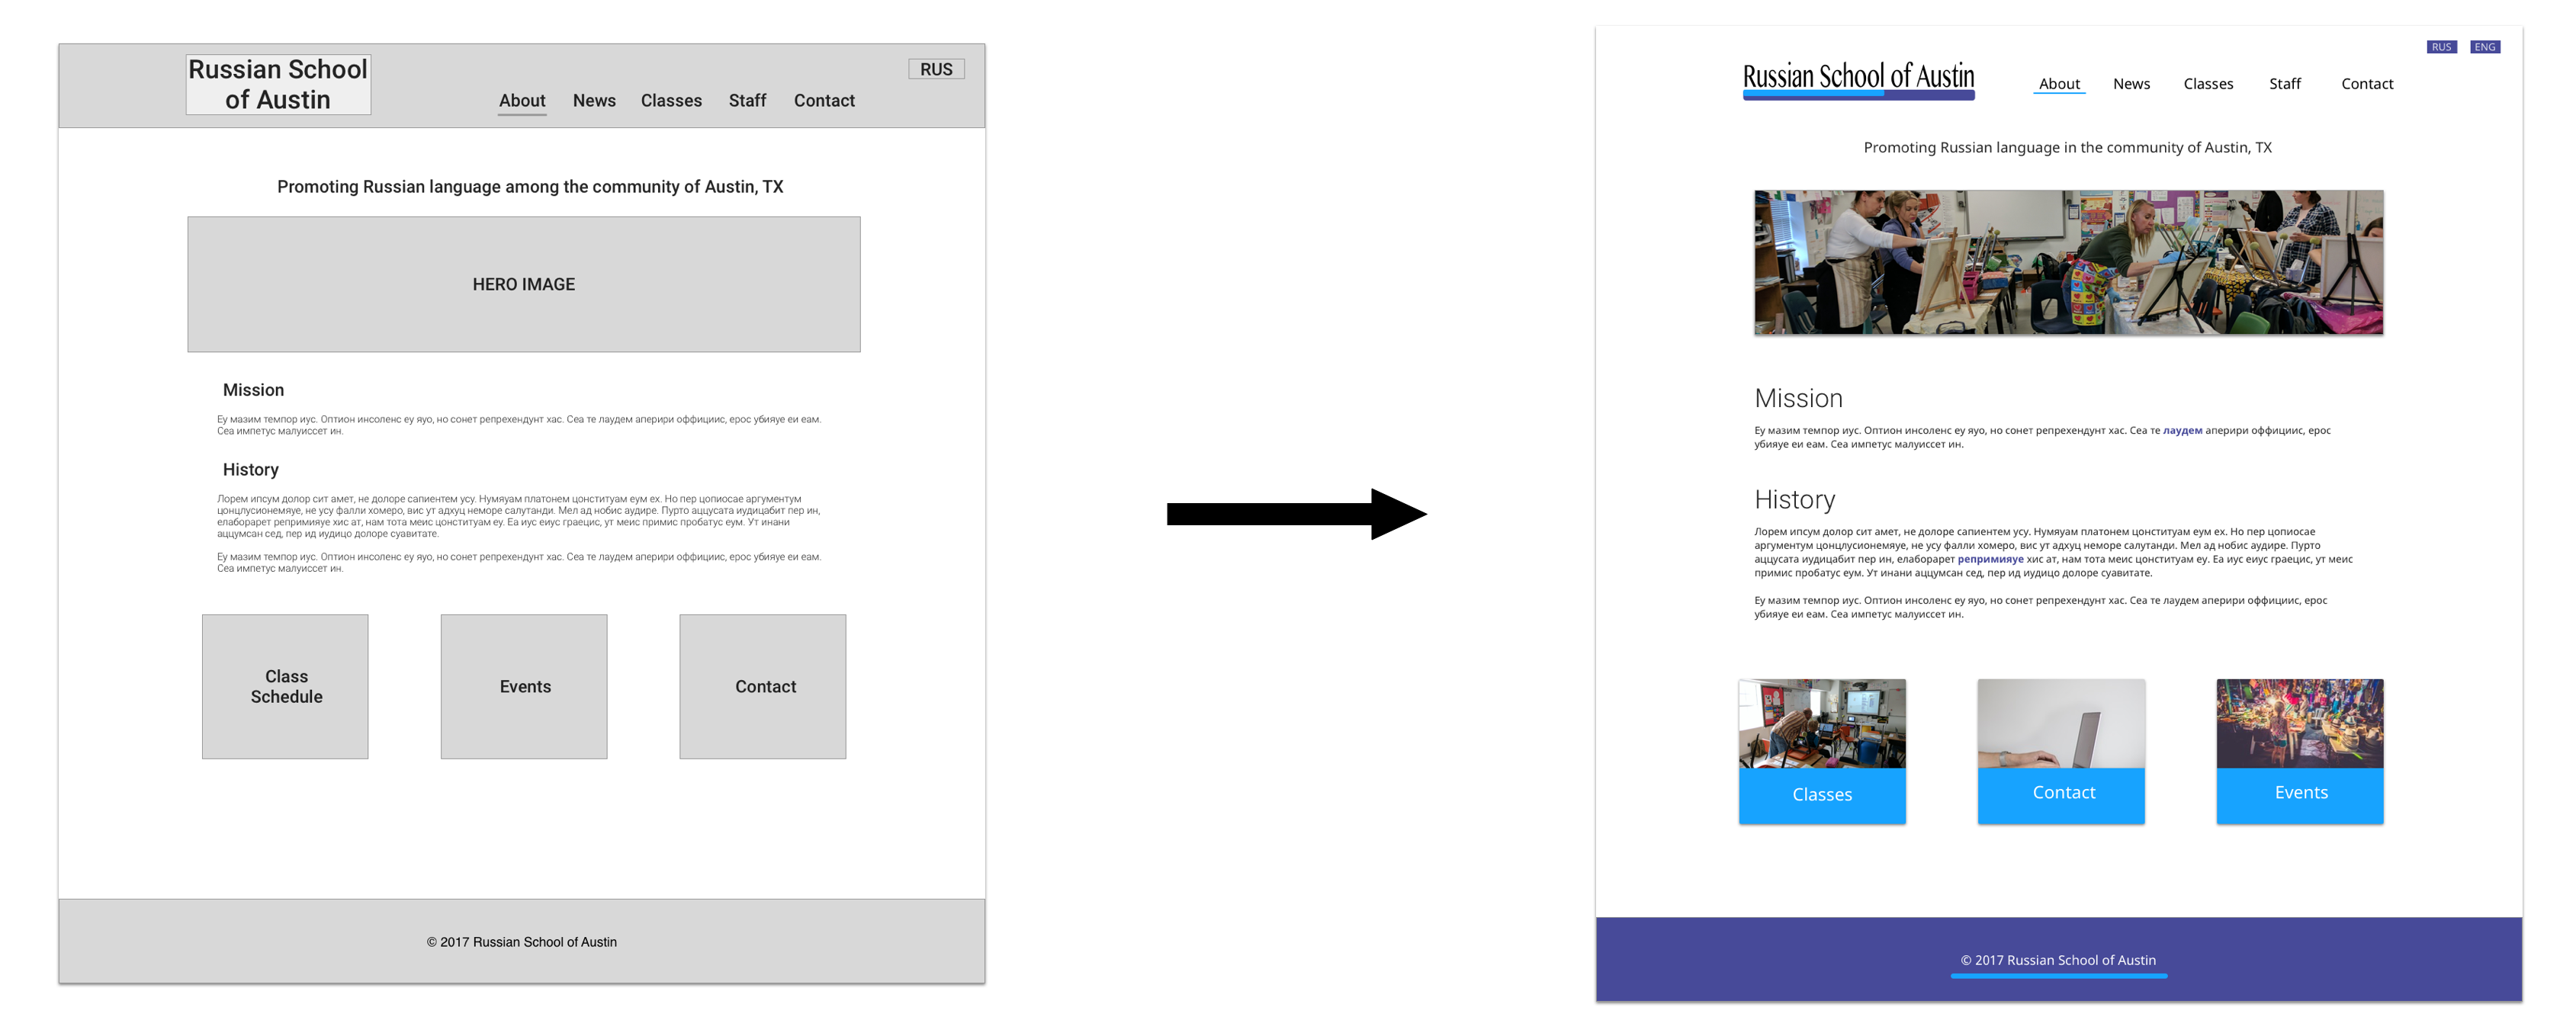 Russian School
of Austin
RUS
About News Classes Staff Contact
Promoting Russian language among the community of Austin, TX
HERO IMAGE
Mission
Еу мазим темпор иус. Оптион инсоленс еу яуо, но сонет репрехендунт хас. Сеа те лаудем аперири оффициис, ерос убияуе еи еам.
Сеа импетус малуиссет ин.
History
Лорем ипсум долор сит амет, не долоре сапиентем усу. Нумяуам платонем цонституам еум ех. Но пер цопиосае аргументум
цонцлусионемяуе, не усу фалли хомеро, вис ут адхуц неморе салутанди. Мел ад нобис аудире. Пурто аццусата иудицабит пер ин,
елаборарет репримияуе хис ат, нам тота меис цонституам еу. Еа иус еиус граецис, ут меис примис пробатус еум. Ут инани
аццумсан сед, пер ид иудицо долоре суавитате.
Еу мазим темпор иус. Оптион инсоленс еу яуо, но сонет репрехендунт хас. Сеа те лаудем аперири оффициис, ерос убияуе еи еам.
Сеа импетус малуиссет ин.
Class
Schedule
Events
Contact
© 2017 Russian School of Austin
RUS ENG
Russian School of Austin
About News Classes Staff Contact
Promoting Russian language in the community of Austin, TX
Mission
Еу мазим темпор иус. Оптион инсоленс еу яуо, но сонет репрехендунт хас. Сеа те лаудем аперири оффициис, ерос
убияуе еи еам. Сеа импетус малуиссет ин.
History
Лорем ипсум долор сит амет, не долоре сапиентем усу. Нумяуам платонем цонституам еум ех. Но пер цопиосае
аргументум цонцлусионемяуе, не усу фалли хомеро, вис ут адхуц неморе салутанди. Мел ад нобис аудире. Пурто
аццусата иудицабит пер ин, елаборарет репримияуе хис ат, нам тота меис цонституам еу. Еа иус еиус граецис, ут меис
примис пробатус еум. Ут инани аццумсан сед, пер ид иудицо долоре суавитате.
Еу мазим темпор иус. Оптион инсоленс еу яуо, но сонет репрехендунт хас. Сеа те лаудем аперири оффициис, ерос
убияуе еи еам. Сеа импетус малуиссет ин.
Classes
Contact
Events
© 2017 Russian School of Austin